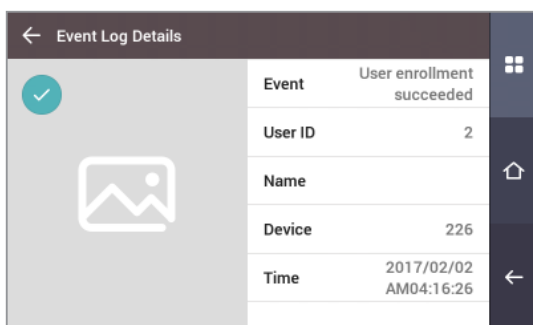 Event Log Details
Event User enrollment
succeeded
User ID 2
Name
Device 226
Time 2017/02/02
AM04:16:26